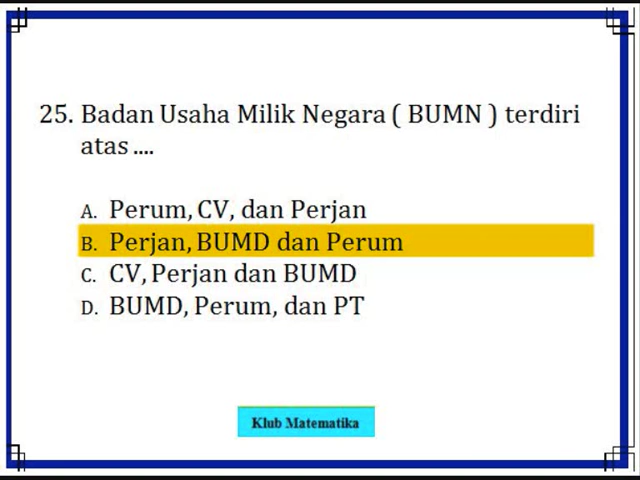 25. Badan Usaha Milik Negara ( BUMN ) terdiri
atas ....
A. Perum, CV, dan Perjan
B. Perjan, BUMD dan Perum
C. CV, Perjan dan BUMD
D. BUMD, Perum, dan PT
Klub Matematika